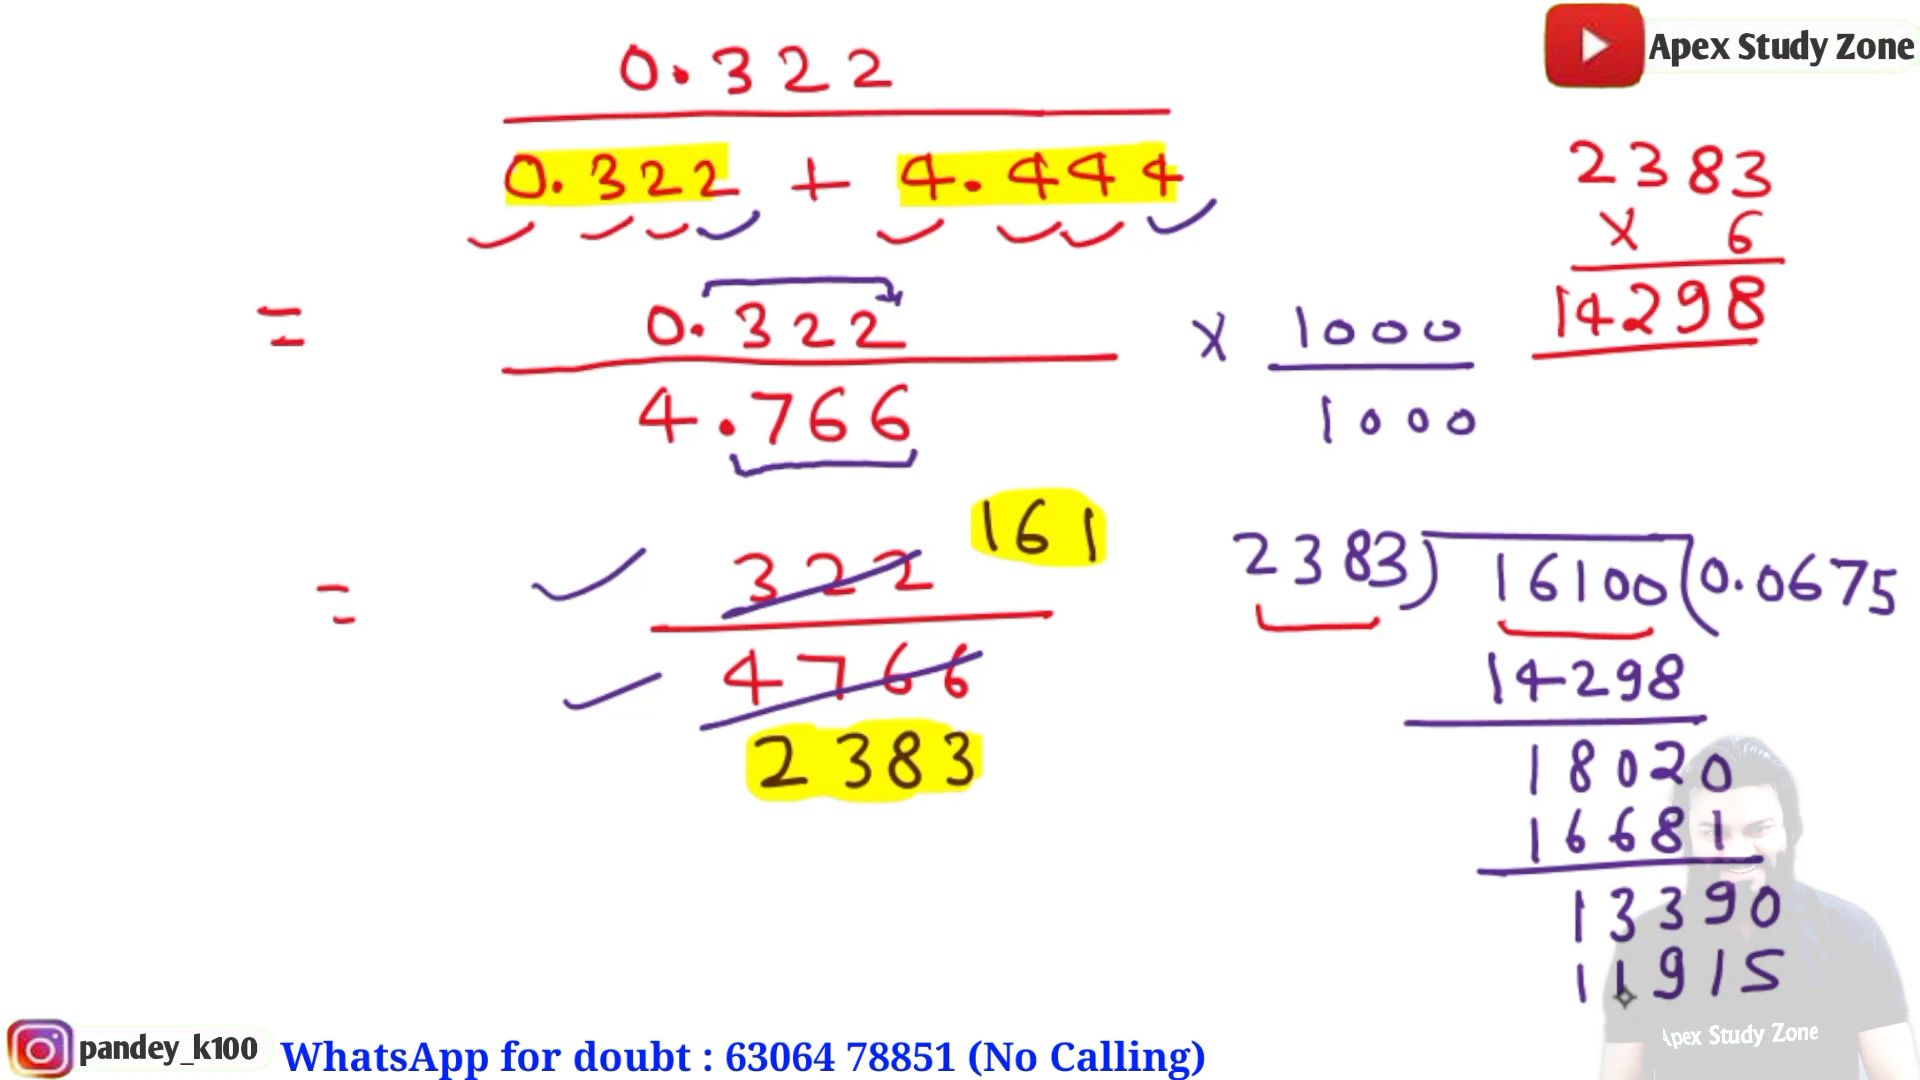 Apex Study Zone
0.322
0.322 + 4.444
= 0.322
4.766
× 1000
1000
2383
× 6
14298
= 322 161
4766
2383
2383) 16100 (0.0675
14298
18020
16681
13390
11915
Apex Study Zone
pandey_k100
WhatsApp for doubt : 63064 78851 (No Calling)